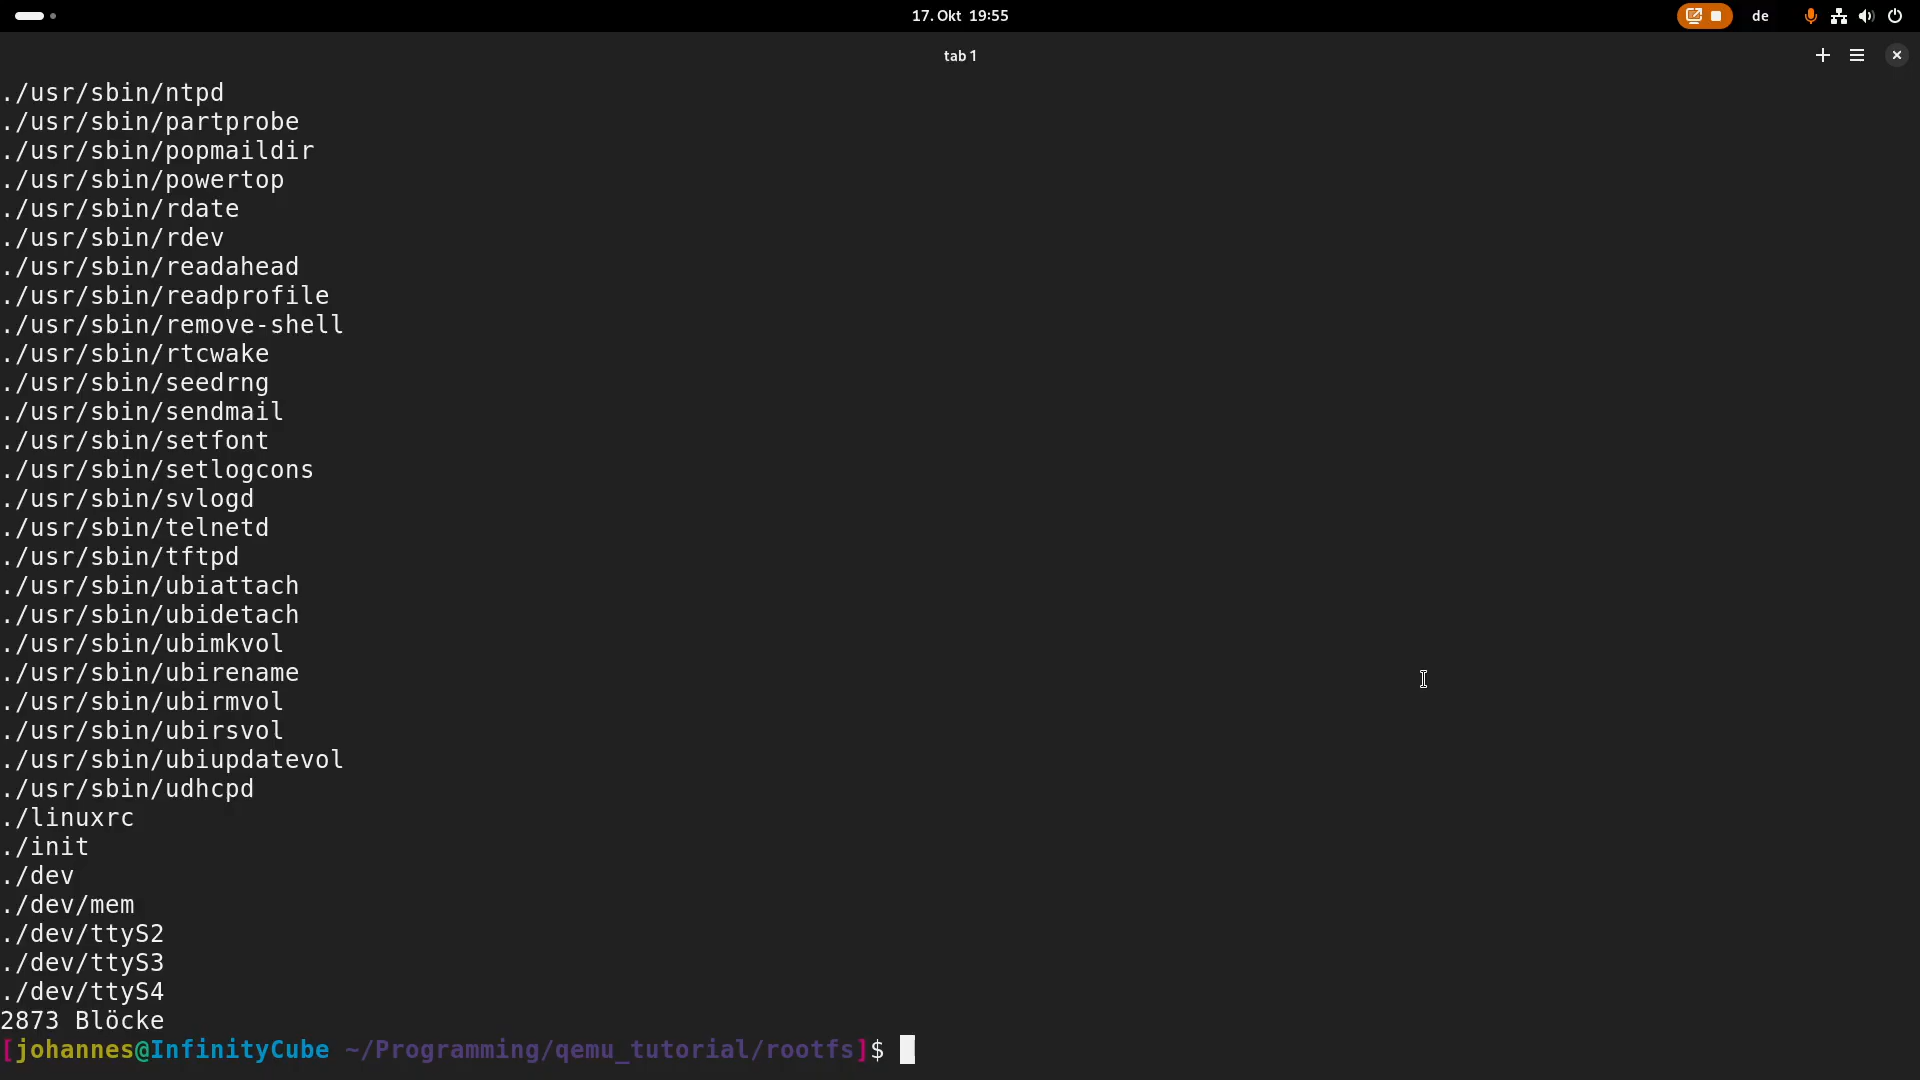 17. Okt 19:55
de
tab 1
./usr/sbin/ntpd
./usr/sbin/partprobe
./usr/sbin/popmaildir
./usr/sbin/powertop
./usr/sbin/rdate
./usr/sbin/rdev
./usr/sbin/readahead
./usr/sbin/readprofile
./usr/sbin/remove-shell
./usr/sbin/rtcwake
./usr/sbin/seedrng
./usr/sbin/sendmail
./usr/sbin/setfont
./usr/sbin/setlogcons
./usr/sbin/svlogd
./usr/sbin/telnetd
./usr/sbin/tftpd
./usr/sbin/ubiattach
./usr/sbin/ubidetach
./usr/sbin/ubimkvol
./usr/sbin/ubirename
./usr/sbin/ubirmvol
./usr/sbin/ubirsvol
./usr/sbin/ubiupdatevol
./usr/sbin/udhcpd
./linuxrc
./init
./dev
./dev/mem
./dev/ttyS2
./dev/ttyS3
./dev/ttyS4
2873 Blöcke
[johannes@InfinityCube ~/Programming/qemu_tutorial/rootfs]$